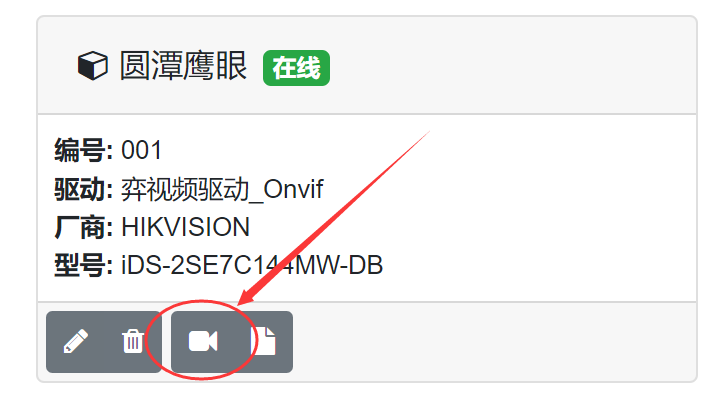 圆潭鹰眼 在线
编号: 001
驱动: 弈视频驱动_Onvif
厂商: HIKVISION
型号: iDS-2SE7C144MW-DB